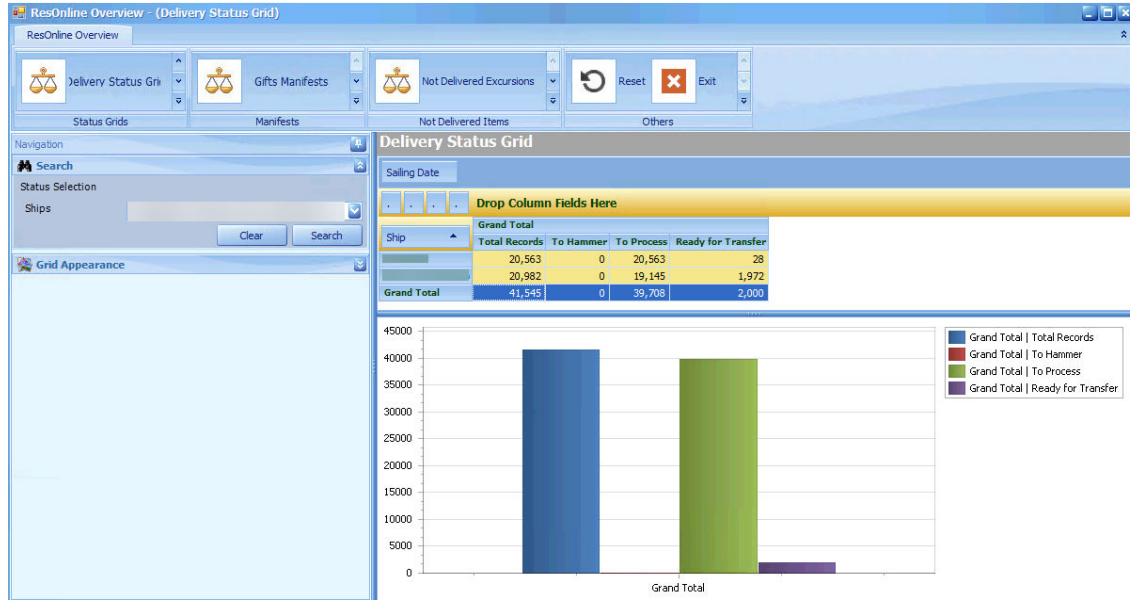 ResOnline Overview - (Delivery Status Grid)
ResOnline Overview
Delivery Status Gri
Gifts Manifests
Not Delivered Excursions
Reset
Exit
Status Grids
Manifests
Not Delivered Items
Others
Navigation
Search
Status Selection
Ships
Clear
Search
Grid Appearance
Delivery Status Grid
Sailing Date
. . . . Drop Column Fields Here
Ship
Grand Total
Total Records To Hammer To Process Ready for Transfer
20,563 0 20,563 28
20,982 0 19,145 1,972
Grand Total 41,545 0 39,708 2,000
45000
40000
35000
30000
25000
20000
15000
10000
5000
0
Grand Total
Grand Total | Total Records
Grand Total | To Hammer
Grand Total | To Process
Grand Total | Ready for Transfer